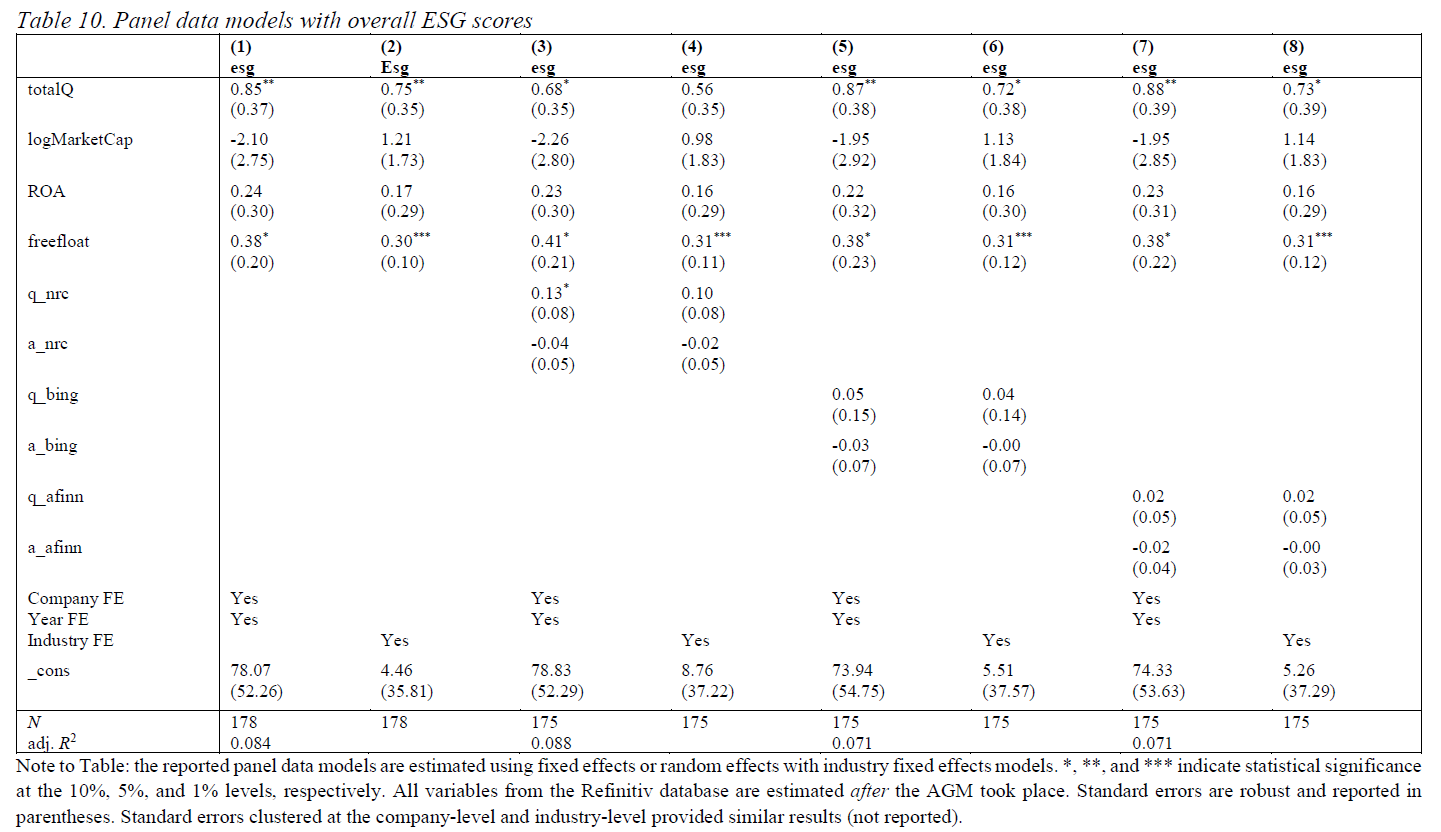 Table 10. Panel data models with overall ESG scores
(1) (2) (3) (4) (5) (6) (7) (8)
esg Esg esg esg esg esg esg esg
totalQ 0.85** 0.75** 0.68* 0.56 0.87** 0.72* 0.88** 0.73*
(0.37) (0.35) (0.35) (0.35) (0.38) (0.38) (0.39) (0.39)
logMarketCap -2.10 1.21 -2.26 0.98 -1.95 1.13 -1.95 1.14
(2.75) (1.73) (2.80) (1.83) (2.92) (1.84) (2.85) (1.83)
ROA 0.24 0.17 0.23 0.16 0.22 0.16 0.23 0.16
(0.30) (0.29) (0.30) (0.29) (0.32) (0.30) (0.31) (0.29)
freefloat 0.38* 0.30*** 0.41* 0.31*** 0.38* 0.31*** 0.38* 0.31***
(0.20) (0.10) (0.21) (0.11) (0.23) (0.12) (0.22) (0.12)
q_nrc 0.13* 0.10
(0.08) (0.08)
a_nrc -0.04 -0.02
(0.05) (0.05)
q_bing 0.05 0.04
(0.15) (0.14)
a_bing -0.03 -0.00
(0.07) (0.07)
q_afinn 0.02 0.02
(0.05) (0.05)
a_afinn -0.02 -0.00
(0.04) (0.03)
Company FE Yes Yes Yes Yes
Year FE Yes Yes Yes Yes
Industry FE Yes Yes Yes Yes
_cons 78.07 4.46 78.83 8.76 73.94 5.51 74.33 5.26
(52.26) (35.81) (52.29) (37.22) (54.75) (37.57) (53.63) (37.29)
N 178 178 175 175 175 175 175 175
adj. R² 0.084 0.088 0.071 0.071
Note to Table: the reported panel data models are estimated using fixed effects or random effects with industry fixed effects models. *, **, and *** indicate statistical significance
at the 10%, 5%, and 1% levels, respectively. All variables from the Refinitiv database are estimated after the AGM took place. Standard errors are robust and reported in
parentheses. Standard errors clustered at the company-level and industry-level provided similar results (not reported).